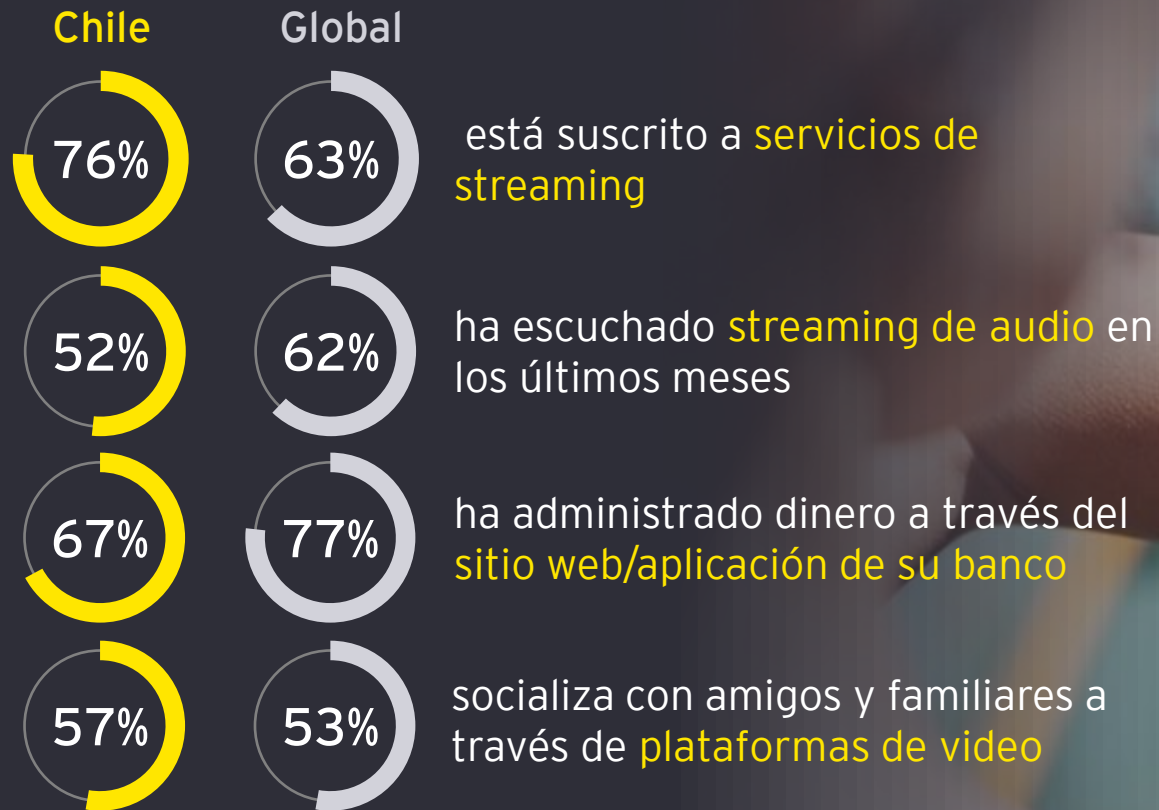 Chile Global
76% 63% está suscrito a servicios de
streaming
52% 62% ha escuchado streaming de audio en
los últimos meses
67% 77% ha administrado dinero a través del
sitio web/aplicación de su banco
57% 53% socializa con amigos y familiares a
través de plataformas de video